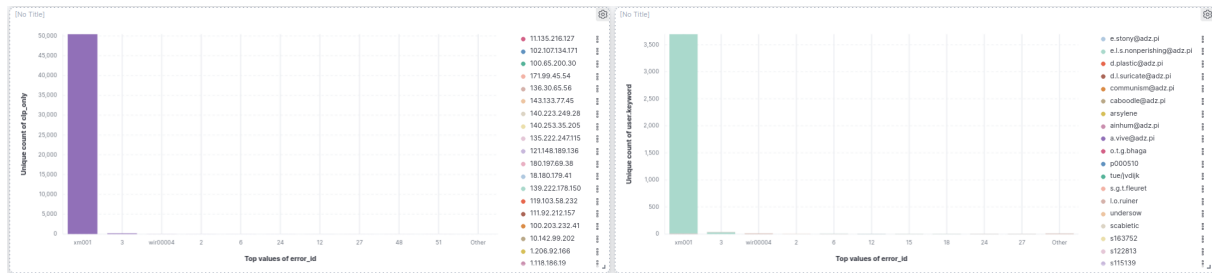 [No Title]
Unique count of cip_only
50,000
45,000
40,000
35,000
30,000
25,000
20,000
15,000
10,000
5,000
0
xm001 3 wir00004 2 6 24 12 27 48 51 Other
Top values of error_id
11.135.216.127
102.107.134.171
100.65.200.30
171.99.45.54
136.30.65.56
143.133.77.45
140.223.249.28
140.253.35.205
135.222.247.115
121.148.189.136
180.197.69.38
18.180.179.41
139.222.178.150
119.103.58.232
111.92.212.157
100.203.232.41
10.142.99.202
1.206.92.166
1.118.186.19
[No Title]
Unique count of user.keyword
3,500
3,000
2,500
2,000
1,500
1,000
500
0
xm001 3 wir00004 2 6 12 15 18 24 27 Other
Top values of error_id
e.stony@adz.pi
e.l.s.nonperishing@adz.pi
d.plastic@adz.pi
d.l.suricate@adz.pi
communism@adz.pi
caboodle@adz.pi
arsylene
ainhum@adz.pi
a.vive@adz.pi
o.t.g.bhaga
p000510
tue/jvdijk
s.g.t.fleuret
l.o.ruiner
undersow
scabietic
s163752
s122813
s115139